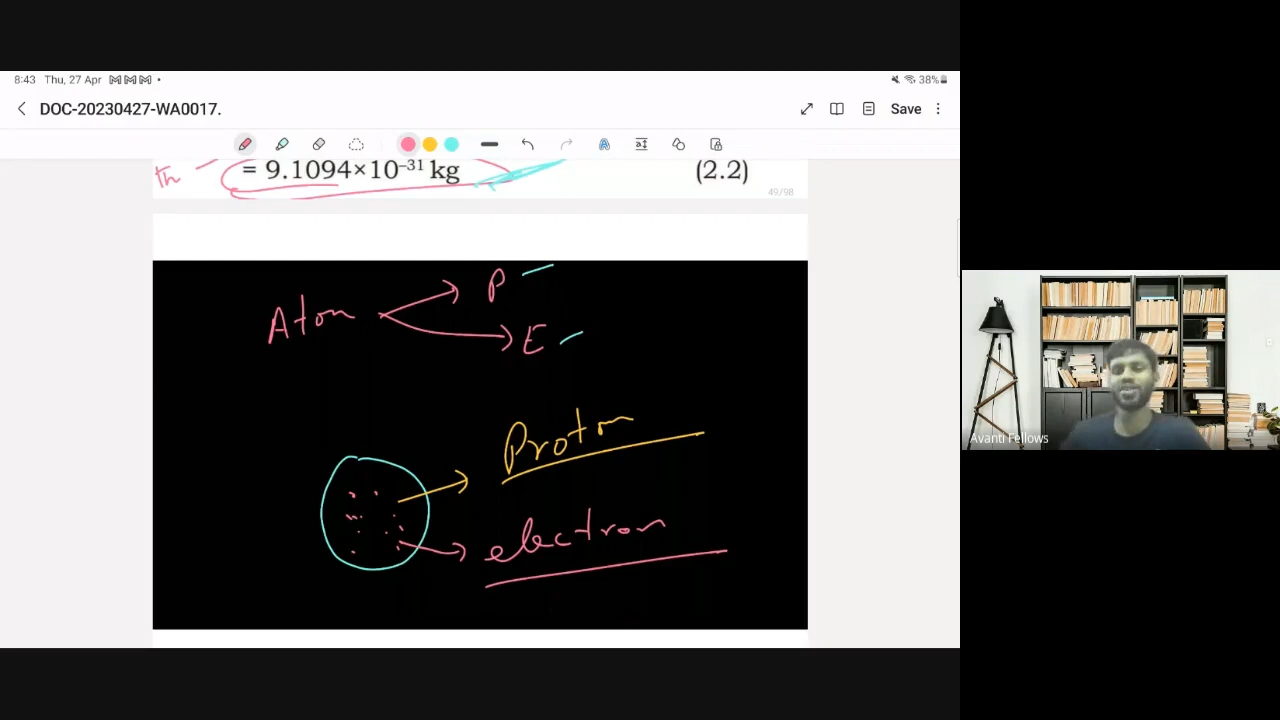 8:43 Thu, 27 Apr
38%
DOC-20230427-WA0017.
Save
th
= 9.1094×10⁻³¹ kg (2.2)
49/98
Atom
P
E
Proton
electron
Avanti Fellows